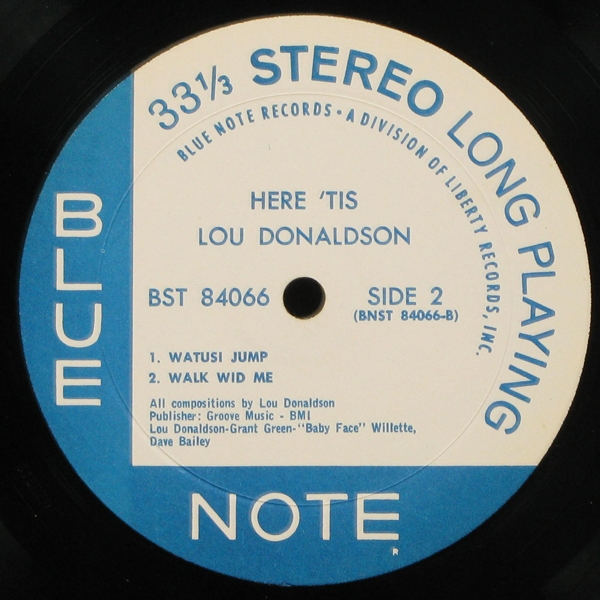 33⅓ STEREO LONG PLAYING
BLUE NOTE RECORDS • A DIVISION OF LIBERTY RECORDS, INC.
HERE 'TIS
LOU DONALDSON
BST 84066
SIDE 2
(BNST 84066-B)
1. WATUSI JUMP
2. WALK WID ME
All compositions by Lou Donaldson
Publisher: Groove Music - BMI
Lou Donaldson-Grant Green-"Baby Face" Willette,
Dave Bailey
BLUE
NOTE
R